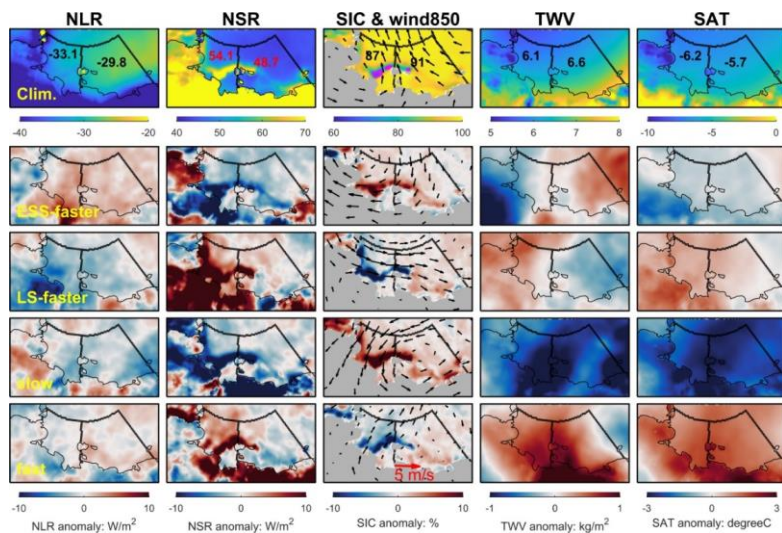 NLR NSR SIC & wind850 TWV SAT
-33.1 -29.8 54.1 48.7 87 91 6.1 6.6 -6.2 -5.7
Clim.
-40 -30 -20 40 50 60 70 60 80 100 5 6 7 8 -10 -5 0
ESS-faster
LS-faster
slow
fast
5 m/s
-10 0 10 -10 0 10 -10 0 10 -1 0 1 -3 0 3
NLR anomaly: W/m² NSR anomaly: W/m² SIC anomaly: % TWV anomaly: kg/m² SAT anomaly: degreeC